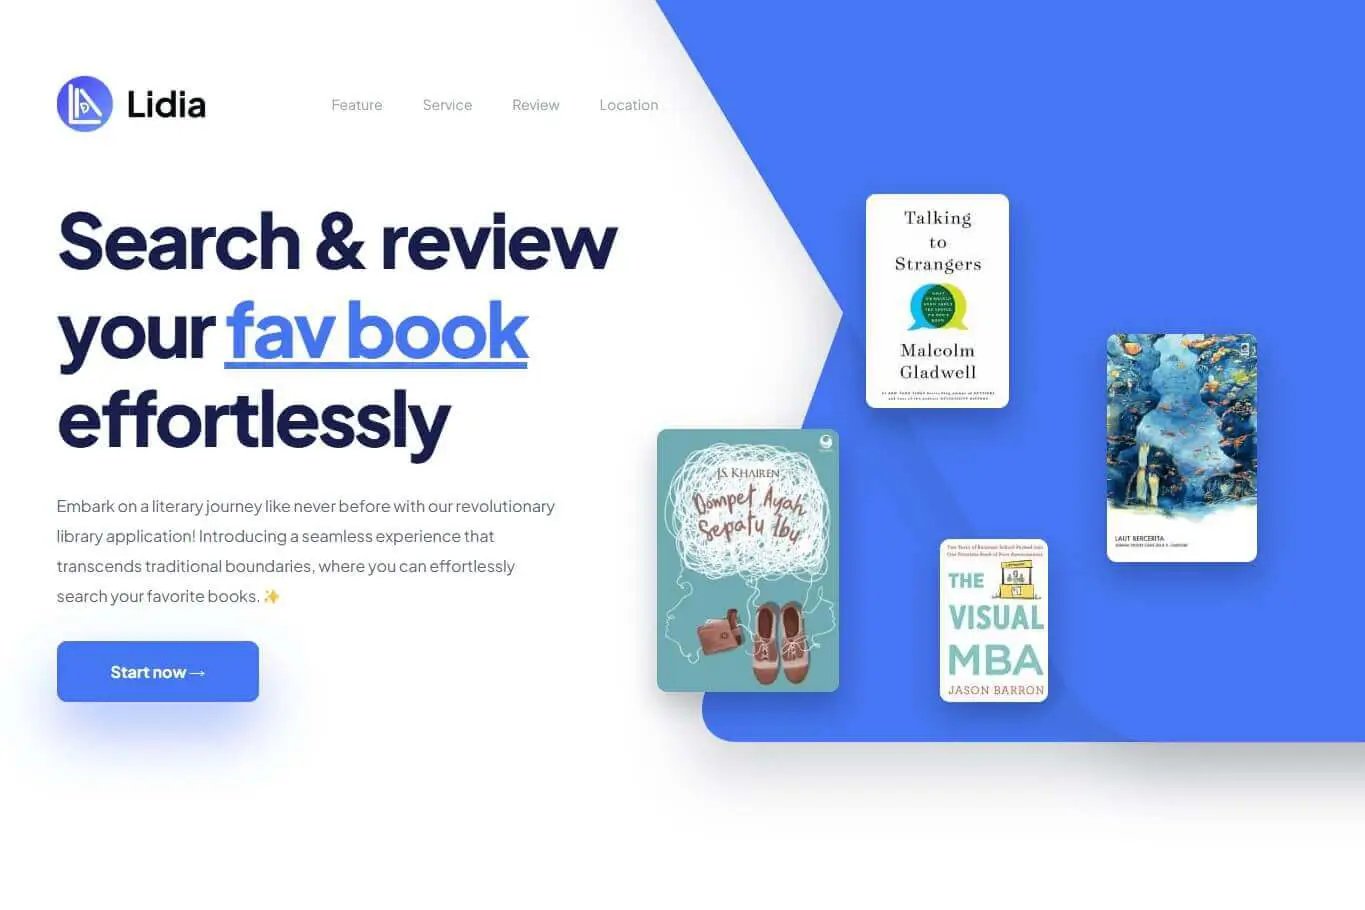 Lidia
Feature
Service
Review
Location
Search & review
your fav book
effortlessly
Embark on a literary journey like never before with our revolutionary
library application! Introducing a seamless experience that
transcends traditional boundaries, where you can effortlessly
search your favorite books. ✨
Start now →
Talking
to
Strangers
Malcolm
Gladwell
J.S. KHAIREN
Dompet Ayah
Sepatu Ibu
LAUT BERCERITA
THE
VISUAL
MBA
JASON BARRON